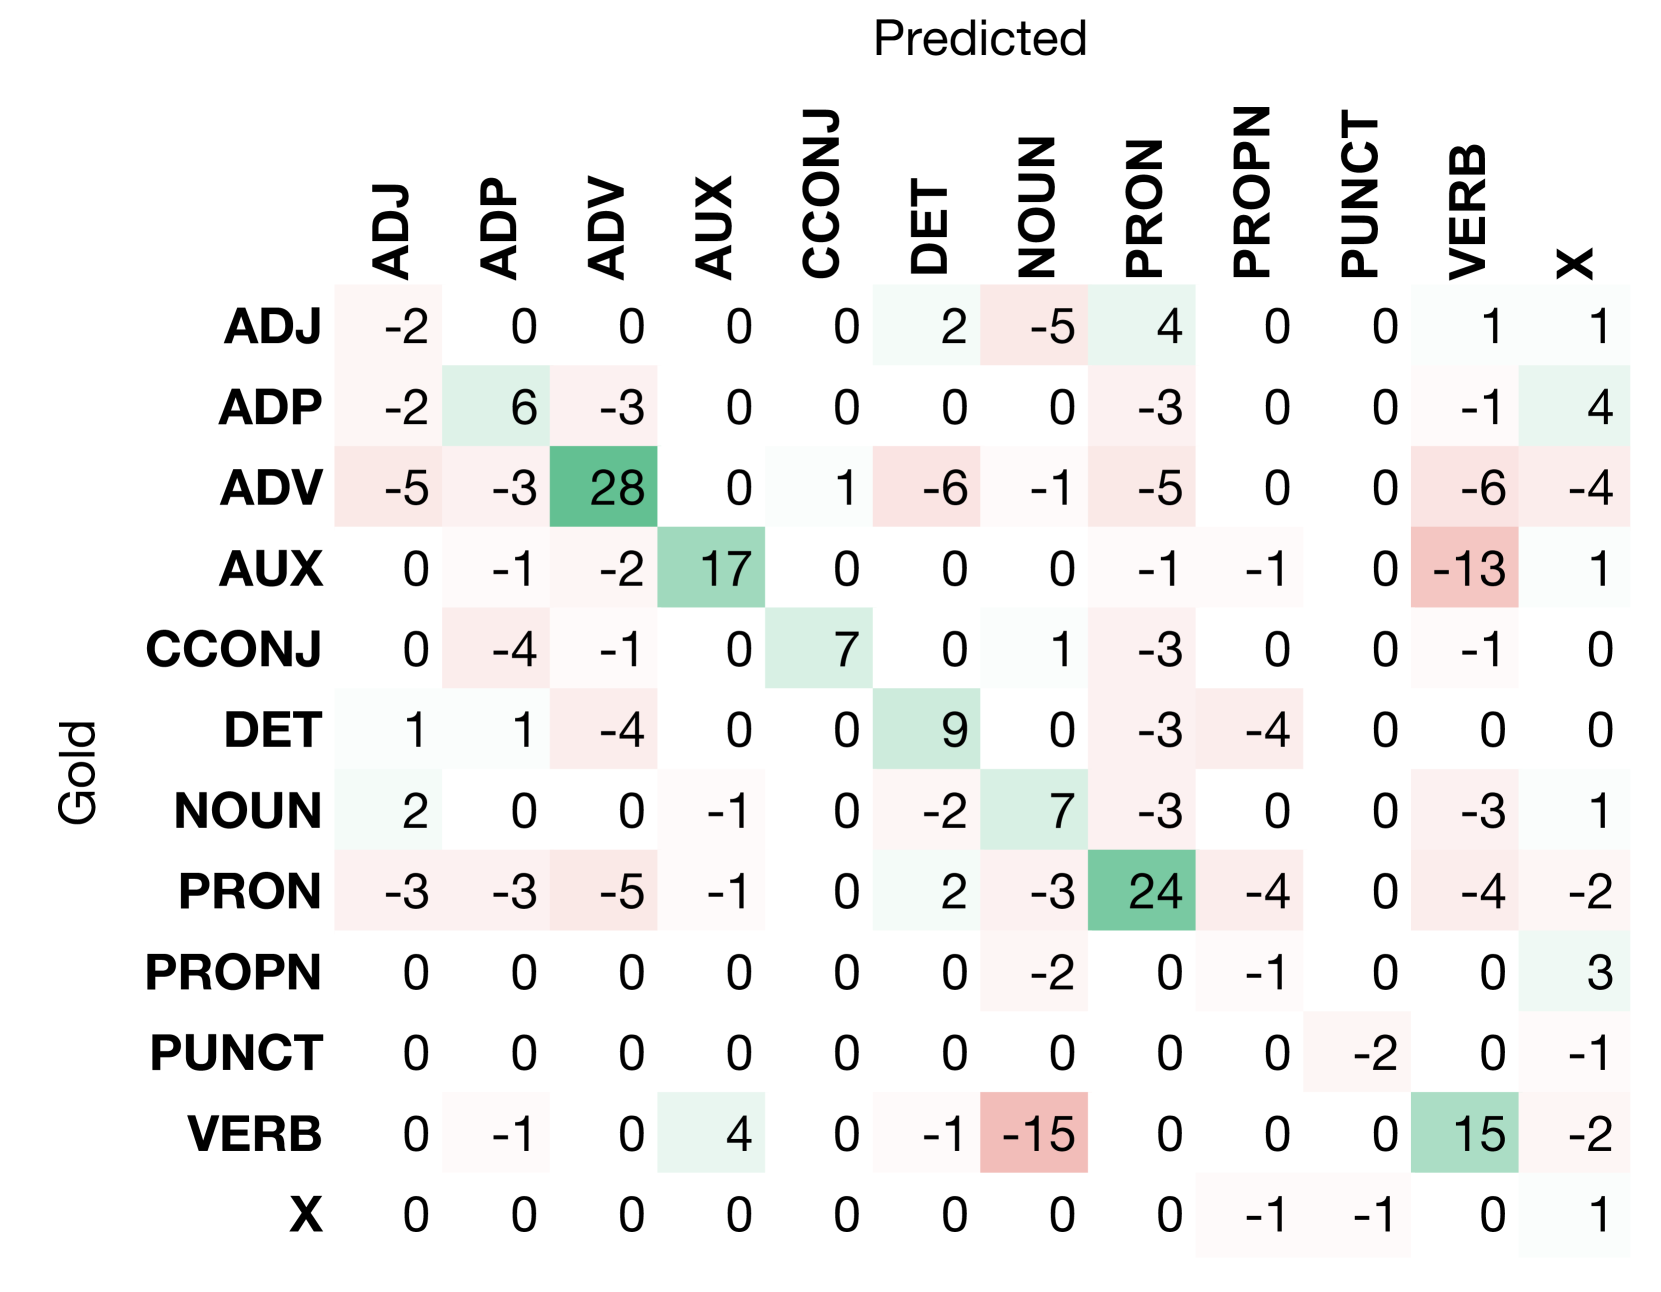 Predicted
ADJ ADP ADV AUX CCONJ DET NOUN PRON PROPN PUNCT VERB X
ADJ -2 0 0 0 0 2 -5 4 0 0 1 1
ADP -2 6 -3 0 0 0 0 -3 0 0 -1 4
ADV -5 -3 28 0 1 -6 -1 -5 0 0 -6 -4
AUX 0 -1 -2 17 0 0 0 -1 -1 0 -13 1
CCONJ 0 -4 -1 0 7 0 1 -3 0 0 -1 0
DET 1 1 -4 0 0 9 0 -3 -4 0 0 0
Gold
NOUN 2 0 0 -1 0 -2 7 -3 0 0 -3 1
PRON -3 -3 -5 -1 0 2 -3 24 -4 0 -4 -2
PROPN 0 0 0 0 0 0 -2 0 -1 0 0 3
PUNCT 0 0 0 0 0 0 0 0 0 -2 0 -1
VERB 0 -1 0 4 0 -1 -15 0 0 0 15 -2
X 0 0 0 0 0 0 0 0 -1 -1 0 1